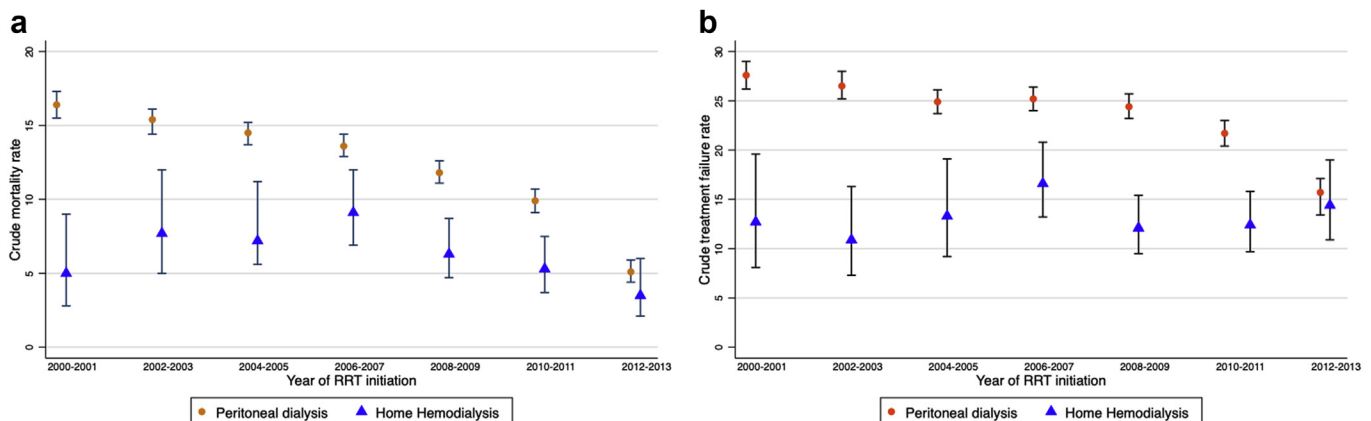 a
Crude mortality rate
20
15
10
5
0
2000-2001 2002-2003 2004-2005 2006-2007 2008-2009 2010-2011 2012-2013
Year of RRT initiation
Peritoneal dialysis Home Hemodialysis
b
Crude treatment failure rate
30
25
20
15
10
5
0
2000-2001 2002-2003 2004-2005 2006-2007 2008-2009 2010-2011 2012-2013
Year of RRT initiation
Peritoneal dialysis Home Hemodialysis